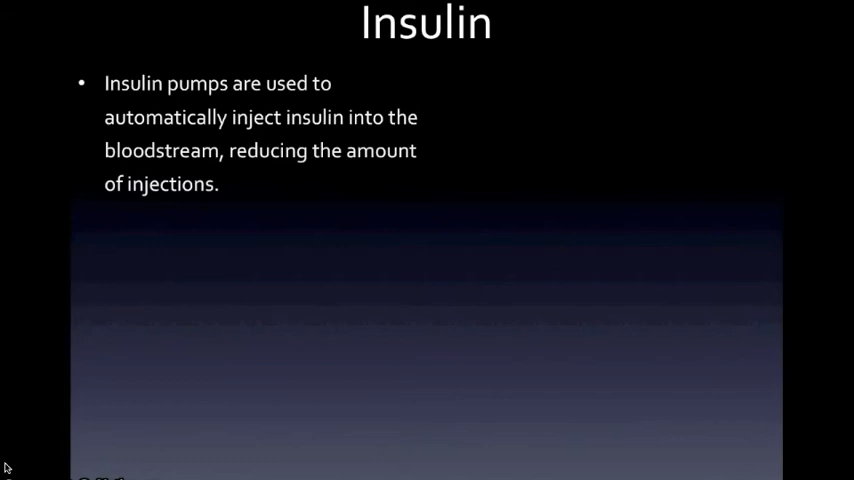 Insulin
• Insulin pumps are used to
automatically inject insulin into the
bloodstream, reducing the amount
of injections.